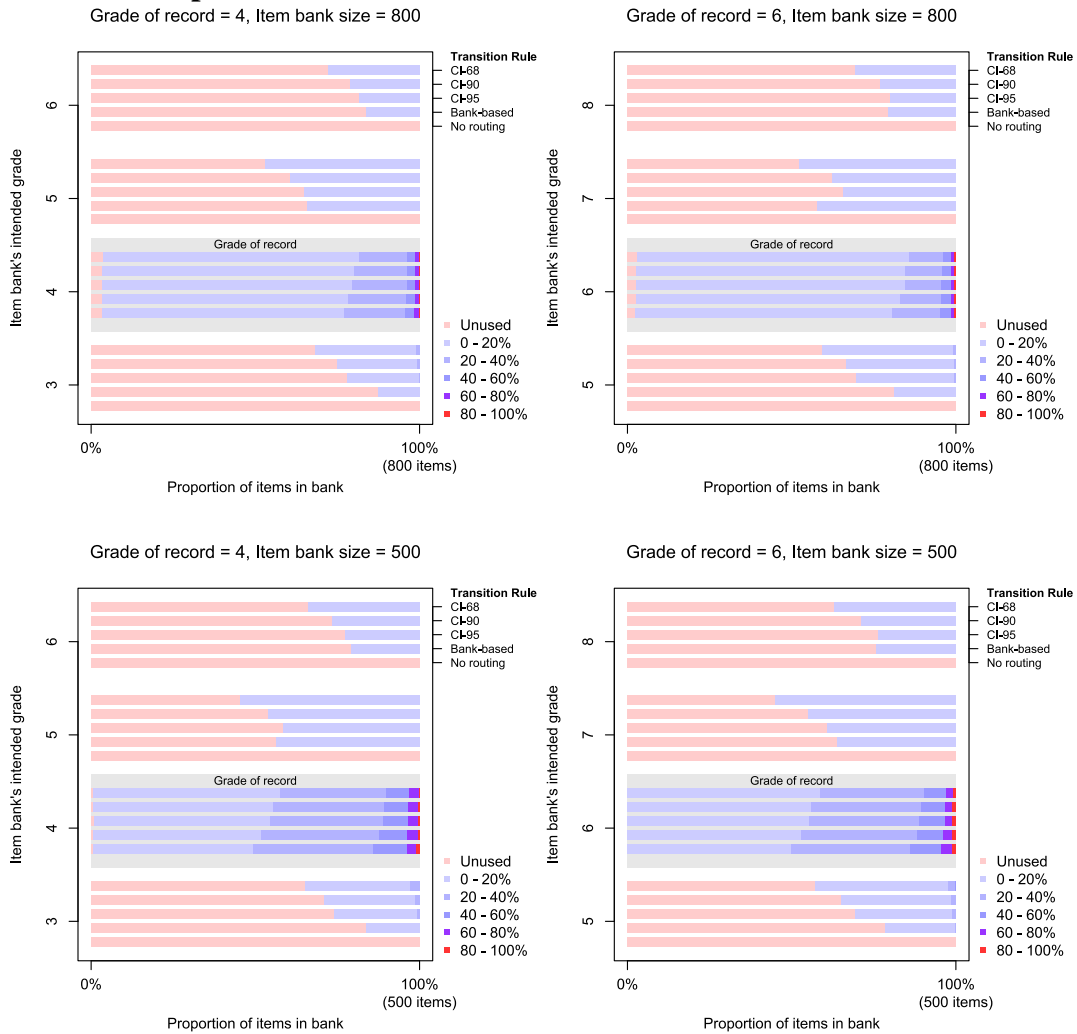 Grade of record = 4, Item bank size = 800
Transition Rule
CI-68
CI-90
CI-95
Bank-based
No routing
Item bank's intended grade
6
5
4
3
Grade of record
Unused
0 - 20%
20 - 40%
40 - 60%
60 - 80%
80 - 100%
0%
100%
(800 items)
Proportion of items in bank
Grade of record = 6, Item bank size = 800
Transition Rule
CI-68
CI-90
CI-95
Bank-based
No routing
Item bank's intended grade
8
7
6
5
Grade of record
Unused
0 - 20%
20 - 40%
40 - 60%
60 - 80%
80 - 100%
0%
100%
(800 items)
Proportion of items in bank
Grade of record = 4, Item bank size = 500
Transition Rule
CI-68
CI-90
CI-95
Bank-based
No routing
Item bank's intended grade
6
5
4
3
Grade of record
Unused
0 - 20%
20 - 40%
40 - 60%
60 - 80%
80 - 100%
0%
100%
(500 items)
Proportion of items in bank
Grade of record = 6, Item bank size = 500
Transition Rule
CI-68
CI-90
CI-95
Bank-based
No routing
Item bank's intended grade
8
7
6
5
Grade of record
Unused
0 - 20%
20 - 40%
40 - 60%
60 - 80%
80 - 100%
0%
100%
(500 items)
Proportion of items in bank